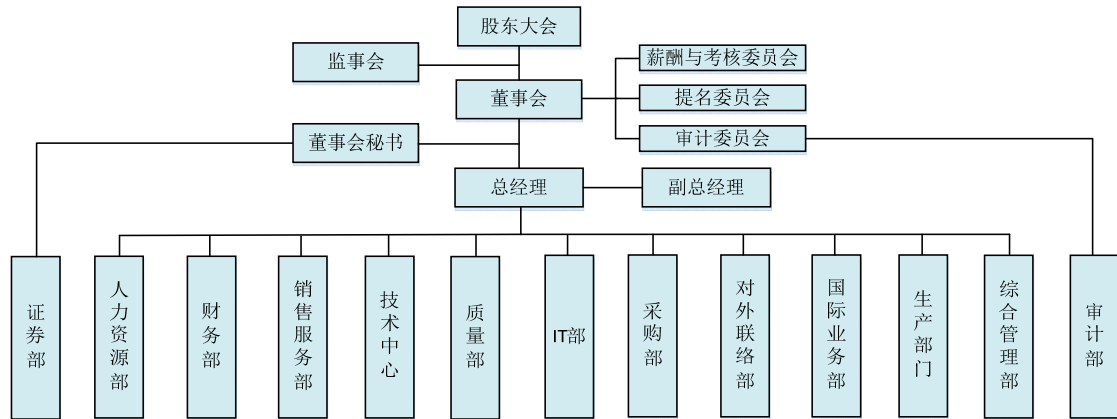 股东大会
监事会
薪酬与考核委员会
董事会
提名委员会
董事会秘书
审计委员会
总经理
副总经理
证券部
人力资源部
财务部
销售服务部
技术中心
质量部
IT部
采购部
对外联络部
国际业务部
生产部门
综合管理部
审计部